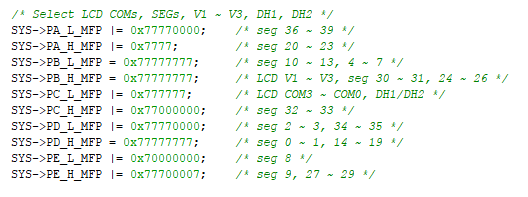 /* Select LCD COMs, SEGs, V1 ~ V3, DH1, DH2 */
SYS->PA_L_MFP |= 0x77770000; /* seg 36 ~ 39 */
SYS->PA_H_MFP |= 0x7777; /* seg 20 ~ 23 */
SYS->PB_L_MFP = 0x77777777; /* seg 10 ~ 13, 4 ~ 7 */
SYS->PB_H_MFP = 0x77777777; /* LCD V1 ~ V3, seg 30 ~ 31, 24 ~ 26 */
SYS->PC_L_MFP |= 0x777777; /* LCD COM3 ~ COM0, DH1/DH2 */
SYS->PC_H_MFP |= 0x77000000; /* seg 32 ~ 33 */
SYS->PD_L_MFP |= 0x77770000; /* seg 2 ~ 3, 34 ~ 35 */
SYS->PD_H_MFP = 0x77777777; /* seg 0 ~ 1, 14 ~ 19 */
SYS->PE_L_MFP |= 0x70000000; /* seg 8 */
SYS->PE_H_MFP |= 0x77700007; /* seg 9, 27 ~ 29 */